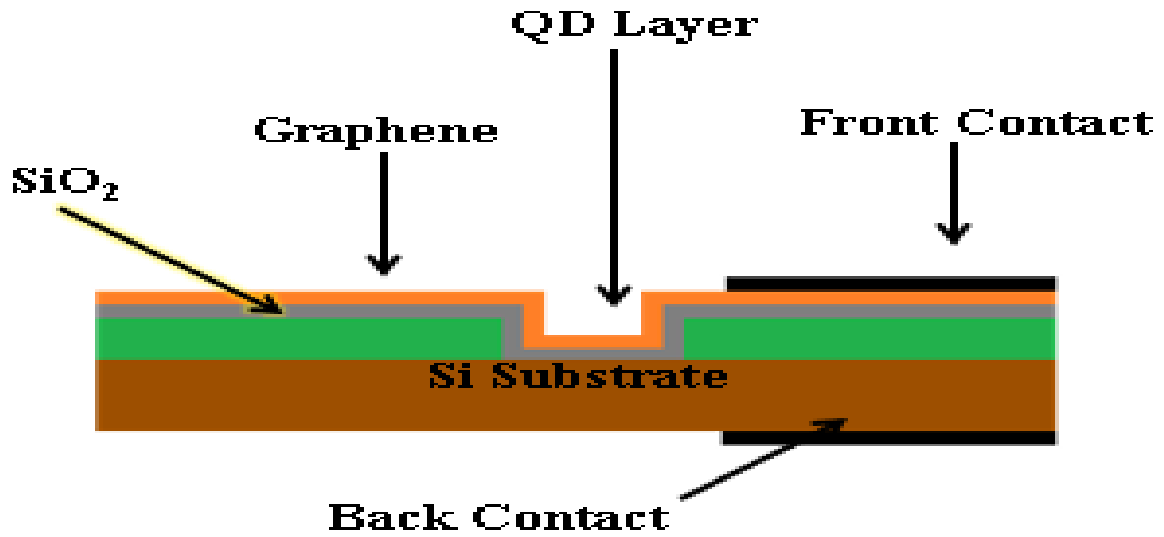 QD Layer
Graphene
Front Contact
SiO₂
Si Substrate
Back Contact